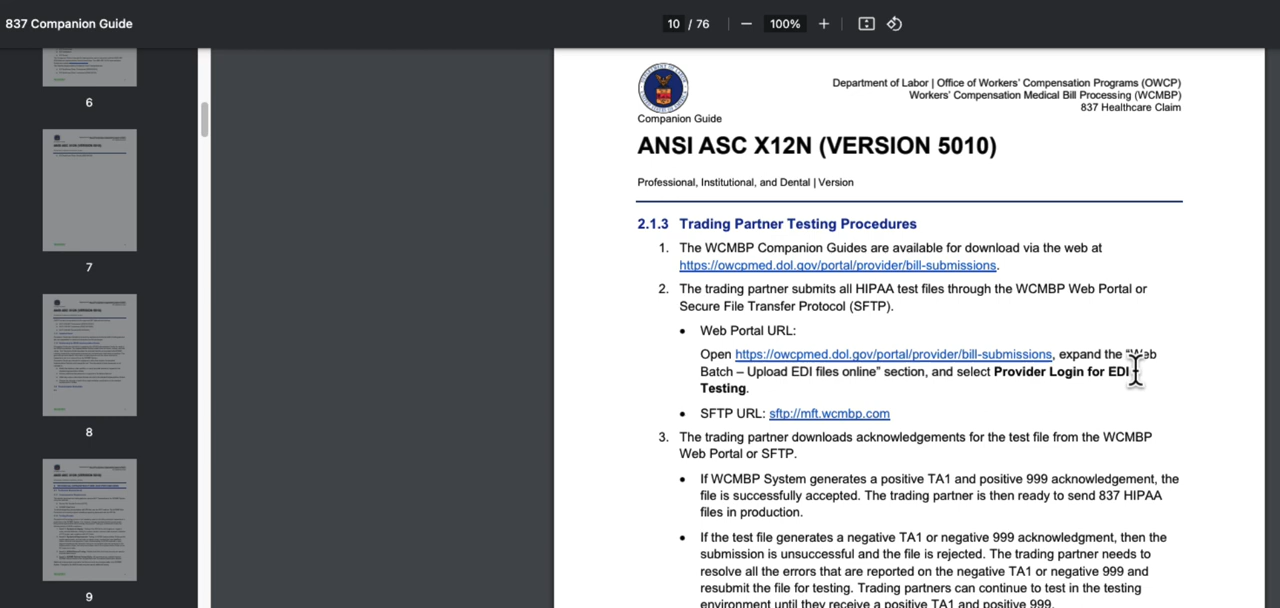 837 Companion Guide
10 / 76
100%
6
7
8
9
Department of Labor | Office of Workers' Compensation Programs (OWCP)
Workers' Compensation Medical Bill Processing (WCMBP)
837 Healthcare Claim
Companion Guide
ANSI ASC X12N (VERSION 5010)
Professional, Institutional, and Dental | Version
2.1.3 Trading Partner Testing Procedures
1. The WCMBP Companion Guides are available for download via the web at
https://owcpmed.dol.gov/portal/provider/bill-submissions.
2. The trading partner submits all HIPAA test files through the WCMBP Web Portal or
Secure File Transfer Protocol (SFTP).
• Web Portal URL:
Open https://owcpmed.dol.gov/portal/provider/bill-submissions, expand the "Web
Batch – Upload EDI files online" section, and select Provider Login for EDI
Testing.
• SFTP URL: sftp://mft.wcmbp.com
3. The trading partner downloads acknowledgements for the test file from the WCMBP
Web Portal or SFTP.
• If WCMBP System generates a positive TA1 and positive 999 acknowledgement, the
file is successfully accepted. The trading partner is then ready to send 837 HIPAA
files in production.
• If the test file generates a negative TA1 or negative 999 acknowledgment, then the
submission is unsuccessful and the file is rejected. The trading partner needs to
resolve all the errors that are reported on the negative TA1 or negative 999 and
resubmit the file for testing. Trading partners can continue to test in the testing
environment until they receive a positive TA1 and positive 999.